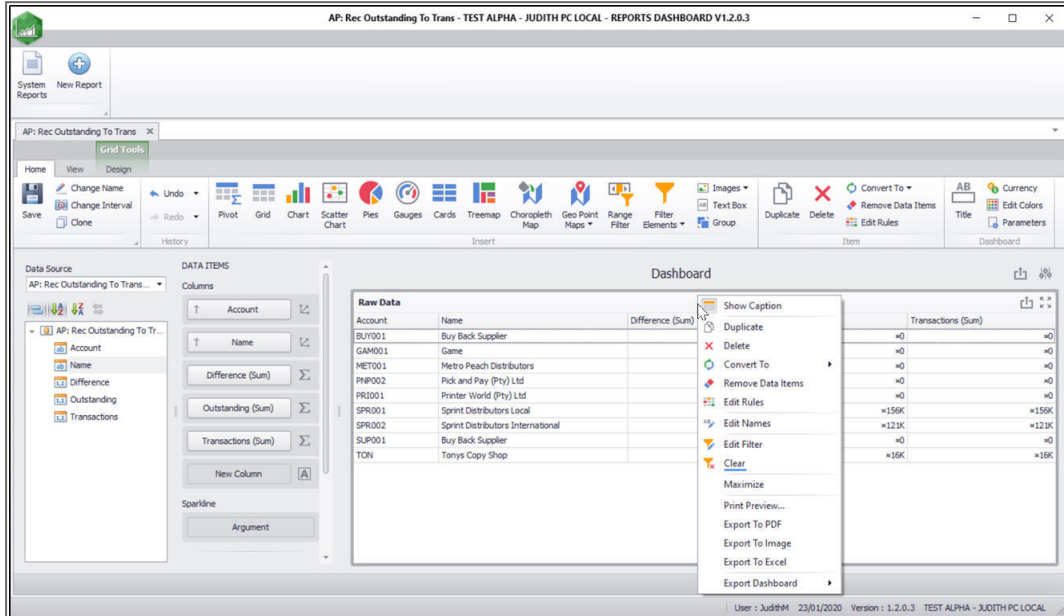 AP: Rec Outstanding To Trans - TEST ALPHA - JUDITH PC LOCAL - REPORTS DASHBOARD V1.2.0.3
System Reports
New Report
AP: Rec Outstanding To Trans
Grid Tools
Home View Design
Save
Change Name
Change Interval
Clone
Undo
Redo
History
Pivot
Grid
Chart
Scatter Chart
Pies
Gauges
Cards
Treemap
Choropleth Map
Geo Point Maps
Range Filter
Filter Elements
Images
Text Box
Group
Insert
Duplicate
Delete
Convert To
Remove Data Items
Edit Rules
Item
AB
Title
Currency
Edit Colors
Parameters
Dashboard
Data Source
AP: Rec Outstanding To Trans...
AP: Rec Outstanding To Tr...
ab Account
ab Name
1.2 Difference
1.2 Outstanding
1.2 Transactions
DATA ITEMS
Columns
Account
Name
Difference (Sum)
Outstanding (Sum)
Transactions (Sum)
New Column
Sparkline
Argument
Dashboard
Raw Data
Account Name Difference (Sum) Transactions (Sum)
BUY001 Buy Back Supplier ¤0 ¤0
GAM001 Game ¤0 ¤0
MET001 Metro Peach Distributors ¤0 ¤0
PNP002 Pick and Pay (Pty) Ltd ¤0 ¤0
PRI001 Printer World (Pty) Ltd ¤0 ¤0
SPR001 Sprint Distributors Local ¤156K ¤156K
SPR002 Sprint Distributors International ¤121K ¤121K
SUP001 Buy Back Supplier ¤0 ¤0
TON Tonys Copy Shop ¤16K ¤16K
Show Caption
Duplicate
Delete
Convert To
Remove Data Items
Edit Rules
Edit Names
Edit Filter
Clear
Maximize
Print Preview...
Export To PDF
Export To Image
Export To Excel
Export Dashboard
User : JudithM 23/01/2020 Version : 1.2.0.3 TEST ALPHA - JUDITH PC LOCAL